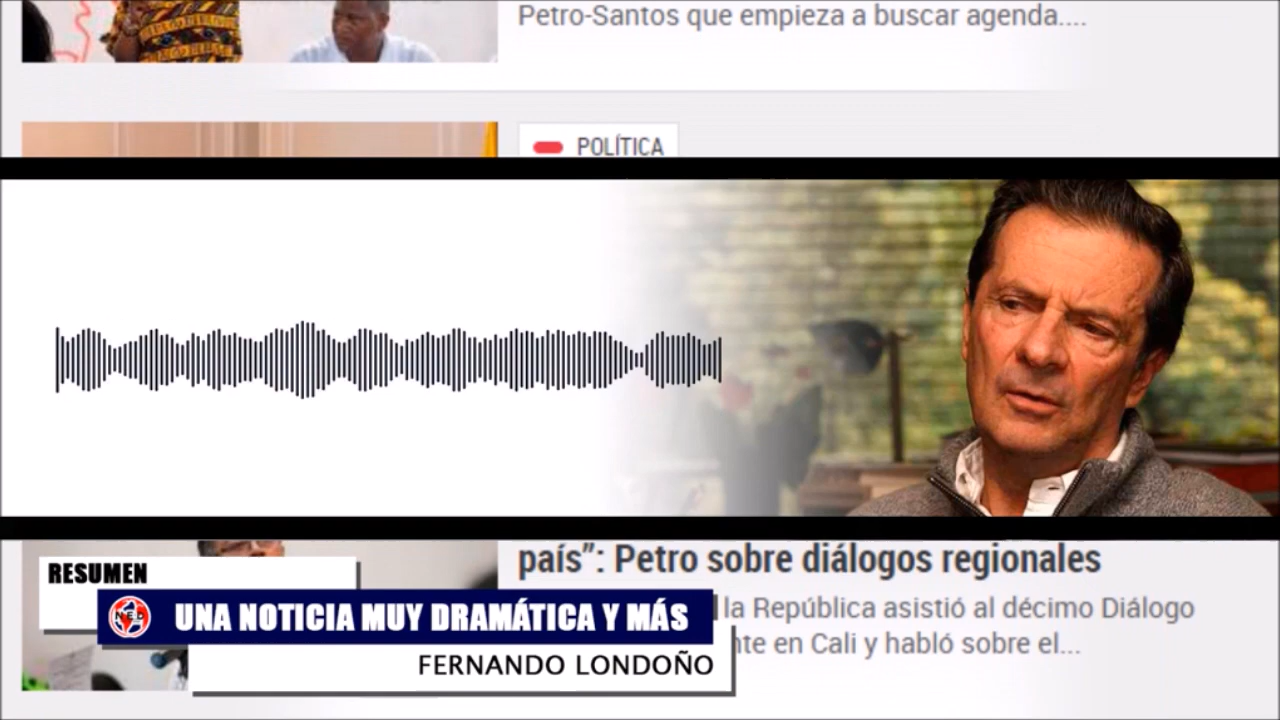 Petro-Santos que empieza a buscar agenda....
POLÍTICA
país”: Petro sobre diálogos regionales
la República asistió al décimo Diálogo
en Cali y habló sobre el...
RESUMEN
UNA NOTICIA MUY DRAMÁTICA Y MÁS
FERNANDO LONDOÑO